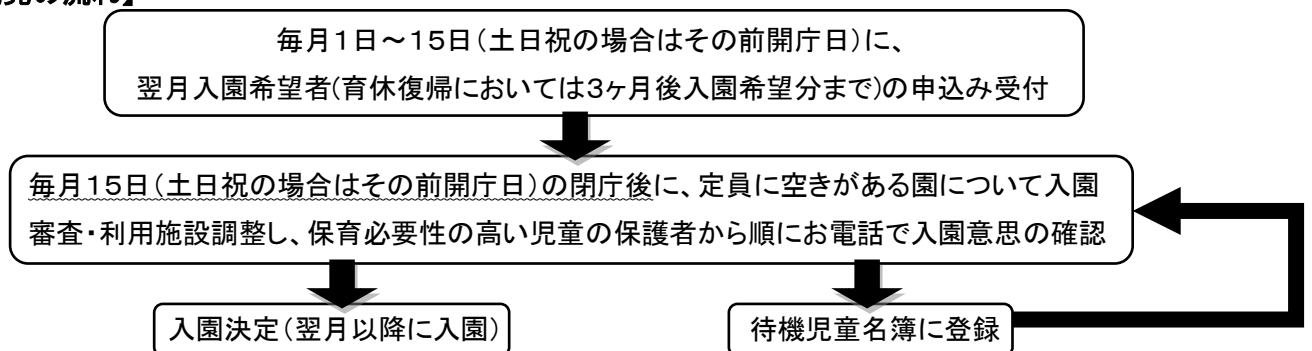 の流れ】
毎月1日～15日(土日祝の場合はその前開庁日)に、
翌月入園希望者(育休復帰においては3ヶ月後入園希望分まで)の申込み受付
毎月15日(土日祝の場合はその前開庁日)の閉庁後に、定員に空きがある園について入園
審査・利用施設調整し、保育必要性の高い児童の保護者から順にお電話で入園意思の確認
入園決定(翌月以降に入園)
待機児童名簿に登録